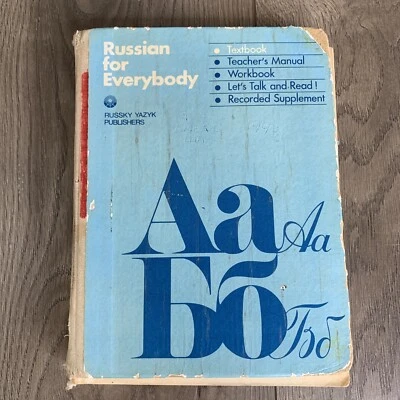 Russian
for
Everybody
RUSSKY YAZYK
PUBLISHERS
• Textbook
• Teacher's Manual
• Workbook
• Let's Talk and Read!
• Recorded Supplement
Аа Аа
Бб Бб